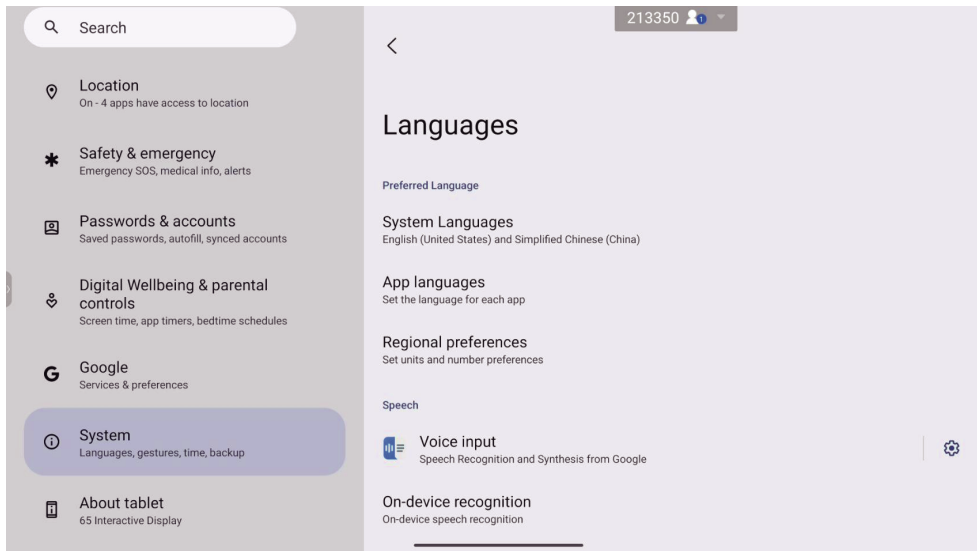 Search
Location
On - 4 apps have access to location
Safety & emergency
Emergency SOS, medical info, alerts
Passwords & accounts
Saved passwords, autofill, synced accounts
Digital Wellbeing & parental
controls
Screen time, app timers, bedtime schedules
Google
Services & preferences
System
Languages, gestures, time, backup
About tablet
65 Interactive Display
213350 1
Languages
Preferred Language
System Languages
English (United States) and Simplified Chinese (China)
App languages
Set the language for each app
Regional preferences
Set units and number preferences
Speech
Voice input
Speech Recognition and Synthesis from Google
On-device recognition
On-device speech recognition